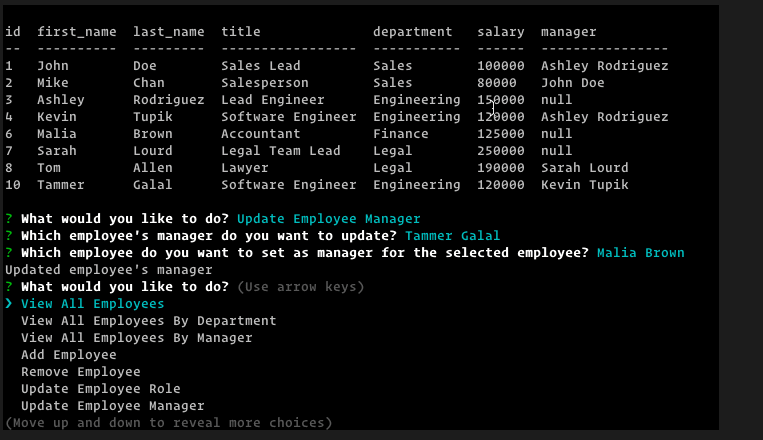 id  first_name  last_name  title              department   salary  manager
--  ----------  ---------  -----------------  -----------  ------  ----------------
1   John        Doe        Sales Lead         Sales        100000  Ashley Rodriguez
2   Mike        Chan       Salesperson        Sales        80000   John Doe
3   Ashley      Rodriguez  Lead Engineer      Engineering  150000  null
4   Kevin       Tupik      Software Engineer  Engineering  120000  Ashley Rodriguez
6   Malia       Brown      Accountant         Finance      125000  null
7   Sarah       Lourd      Legal Team Lead    Legal        250000  null
8   Tom         Allen      Lawyer             Legal        190000  Sarah Lourd
10  Tammer      Galal      Software Engineer  Engineering  120000  Kevin Tupik
? What would you like to do? Update Employee Manager
? Which employee's manager do you want to update? Tammer Galal
? Which employee do you want to set as manager for the selected employee? Malia Brown
Updated employee's manager
? What would you like to do? (Use arrow keys)
❯ View All Employees
  View All Employees By Department
  View All Employees By Manager
  Add Employee
  Remove Employee
  Update Employee Role
  Update Employee Manager
(Move up and down to reveal more choices)